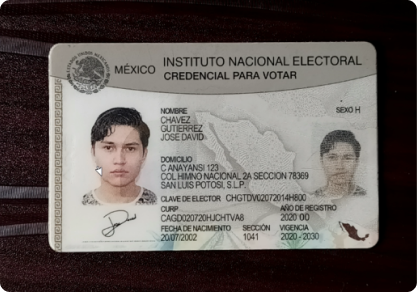 MÉXICO INSTITUTO NACIONAL ELECTORAL
CREDENCIAL PARA VOTAR
NOMBRE
SEXO H
CHAVEZ
GUTIERREZ
JOSE DAVID
DOMICILIO
C ANAYANSI 123
COL HIMNO NACIONAL 2A SECCION 78369
SAN LUIS POTOSI, S.L.P.
CLAVE DE ELECTOR CHGTDV02072014H800
CURP CAGD020720HJCHTVA8
AÑO DE REGISTRO 2020 00
FECHA DE NACIMIENTO 20/07/2002
SECCIÓN 1041
VIGENCIA 2020 - 2030